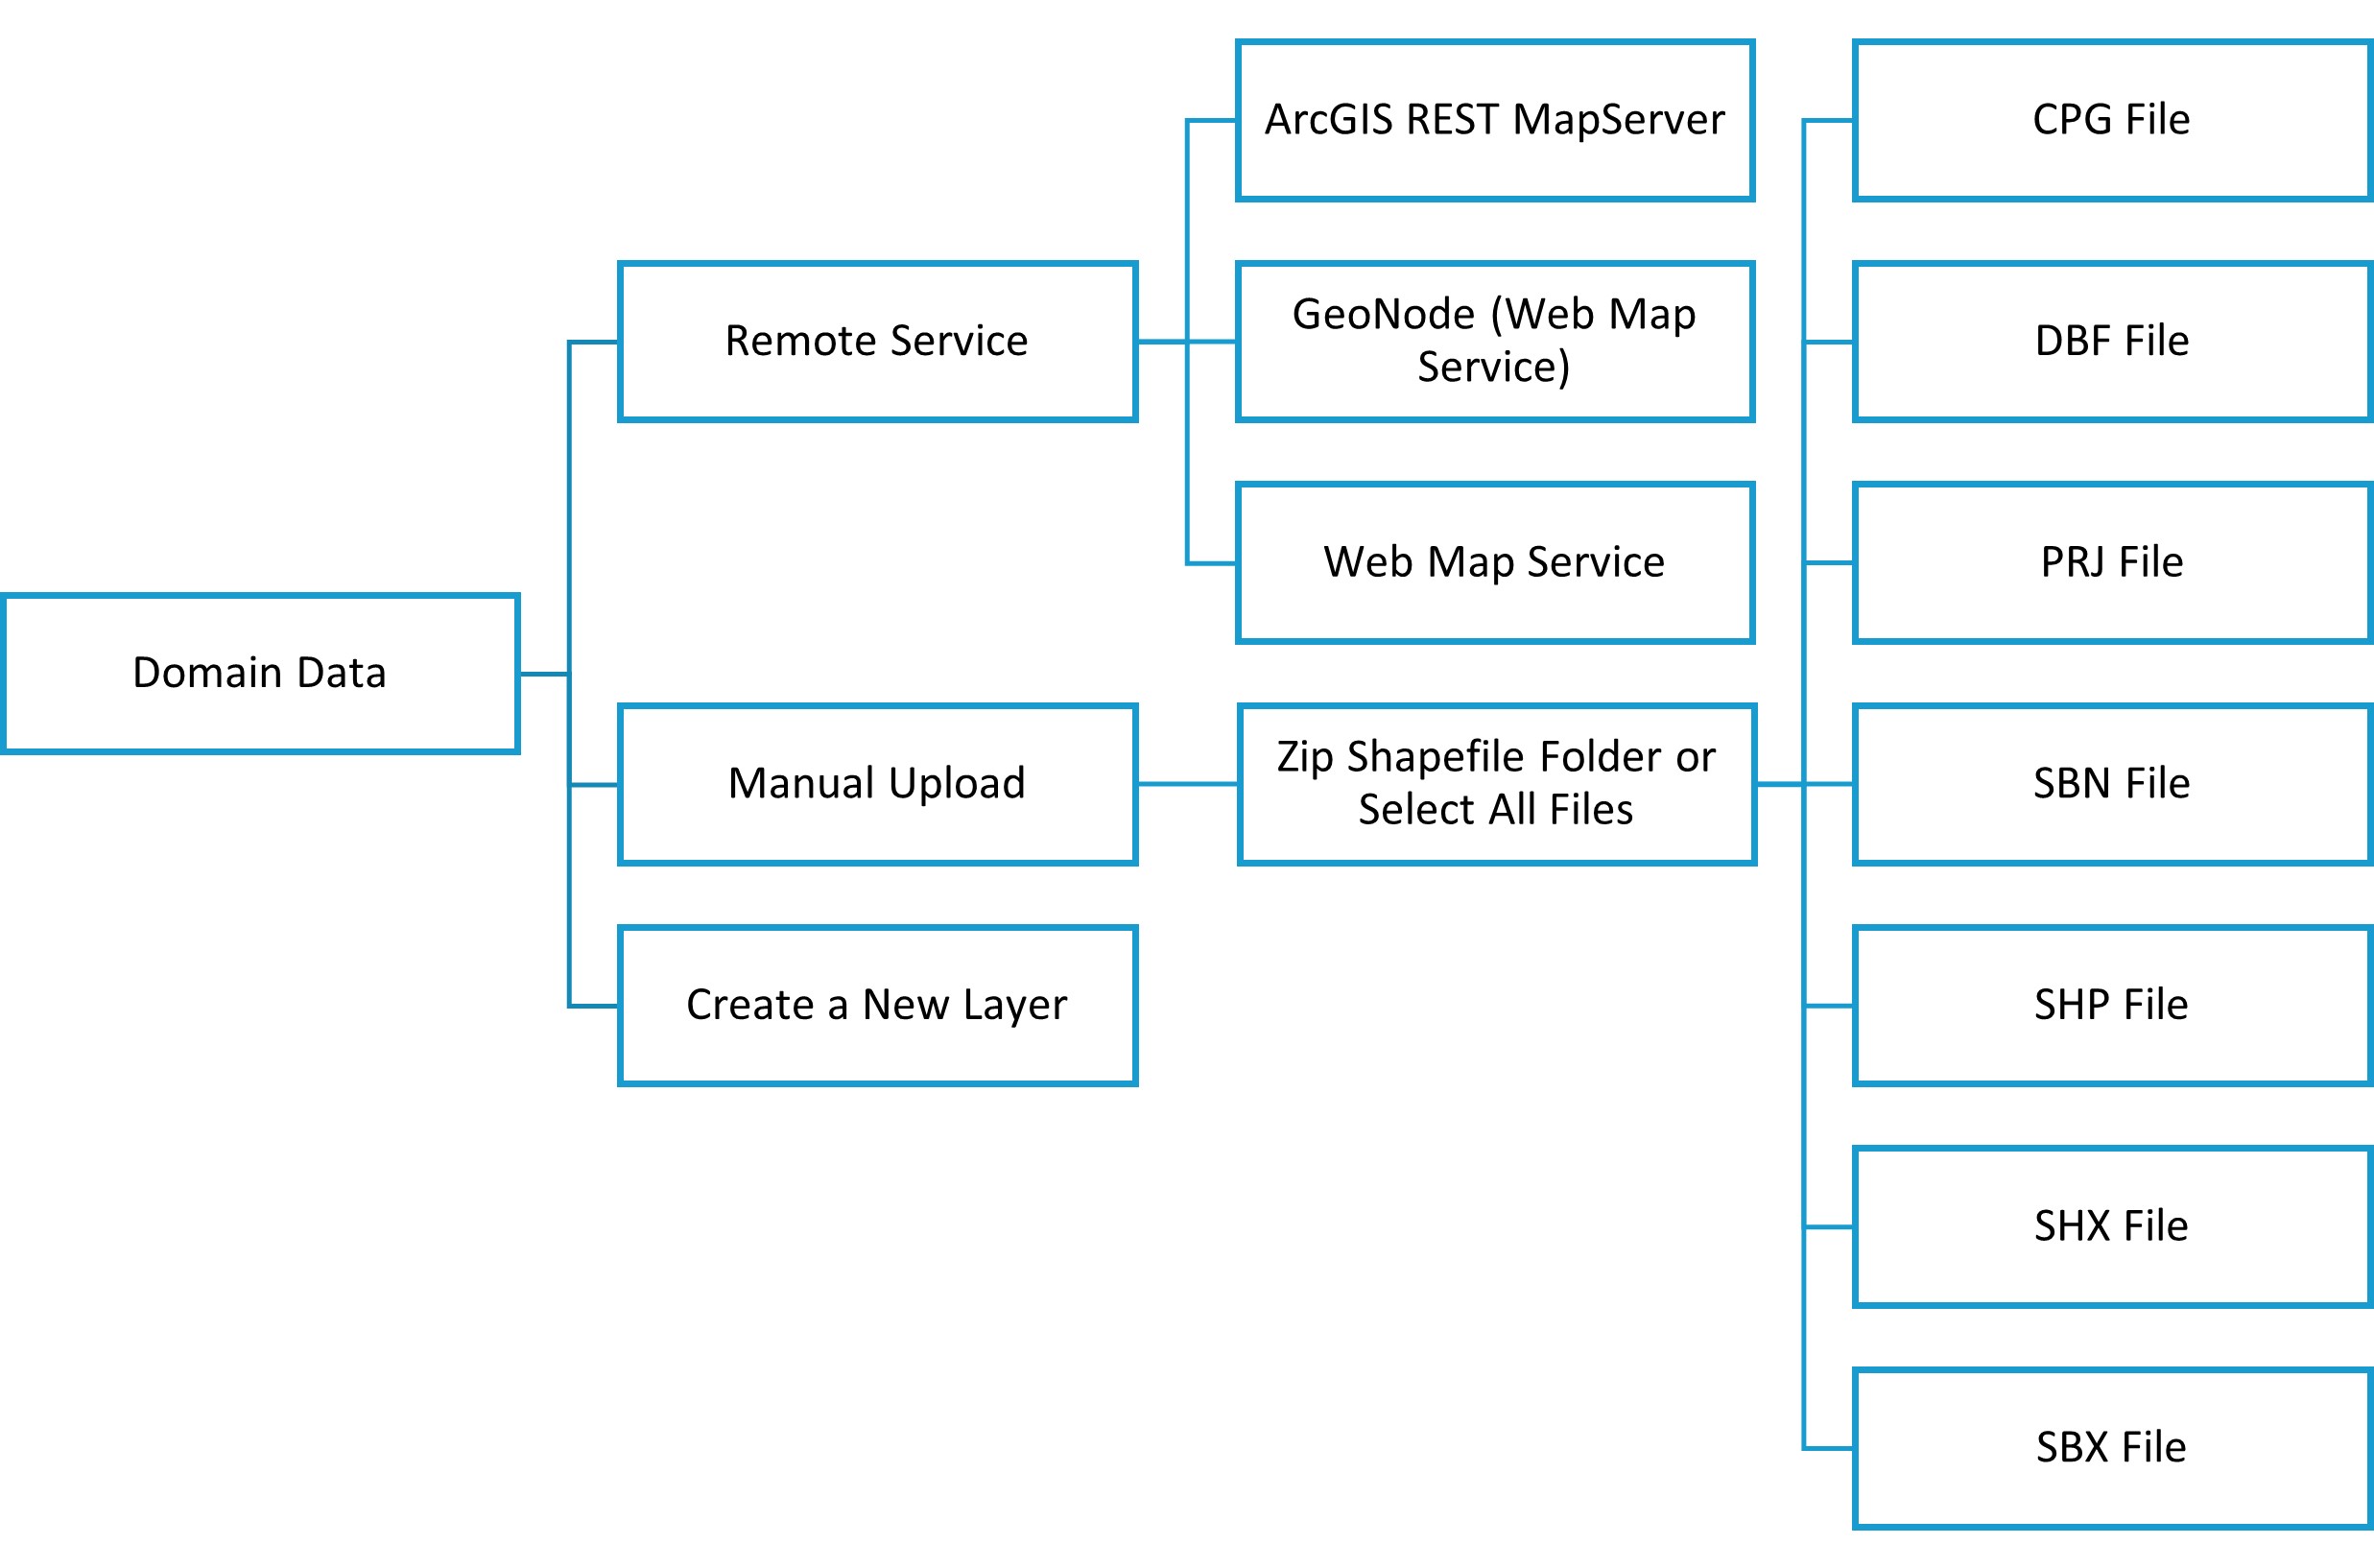 Domain Data
Remote Service
Manual Upload
Create a New Layer
ArcGIS REST MapServer
GeoNode (Web Map
Service)
Web Map Service
Zip Shapefile Folder or
Select All Files
CPG File
DBF File
PRJ File
SBN File
SHP File
SHX File
SBX File